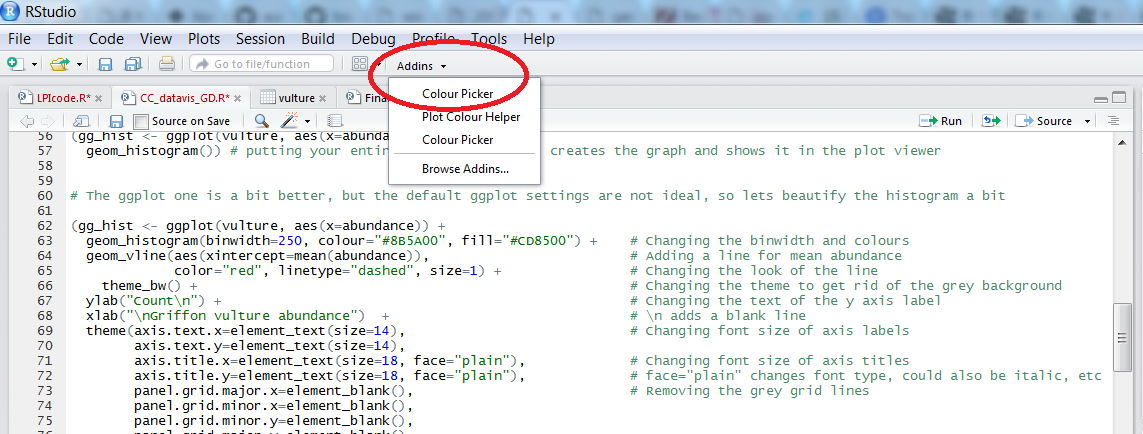 RStudio
File Edit Code View Plots Session Build Debug Profile Tools Help
Go to file/function Addins
LPIcode.R* CC_datavis_GD.R* vulture Fina
Source on Save Run Source
Colour Picker
Plot Colour Helper
Colour Picker
Browse Addins...
56 (gg_hist <- ggplot(vulture, aes(x=abunda
57 geom_histogram()) # putting your entir creates the graph and shows it in the plot viewer
58
59
60 # The ggplot one is a bit better, but the default ggplot settings are not ideal, so lets beautify the histogram a bit
61
62 (gg_hist <- ggplot(vulture, aes(x=abundance)) +
63 geom_histogram(binwidth=250, colour="#8B5A00", fill="#CD8500") + # Changing the binwidth and colours
64 geom_vline(aes(xintercept=mean(abundance)), # Adding a line for mean abundance
65 color="red", linetype="dashed", size=1) + # Changing the look of the line
66 theme_bw() + # Changing the theme to get rid of the grey background
67 ylab("Count\n") + # Changing the text of the y axis label
68 xlab("\nGriffon vulture abundance") + # \n adds a blank line
69 theme(axis.text.x=element_text(size=14), # Changing font size of axis labels
70 axis.text.y=element_text(size=14),
71 axis.title.x=element_text(size=18, face="plain"), # Changing font size of axis titles
72 axis.title.y=element_text(size=18, face="plain"), # face="plain" changes font type, could also be italic, etc
73 panel.grid.major.x=element_blank(), # Removing the grey grid lines
74 panel.grid.minor.x=element_blank(),
75 panel.grid.minor.y=element_blank(),
76 panel.grid.major.y=element_blank(),